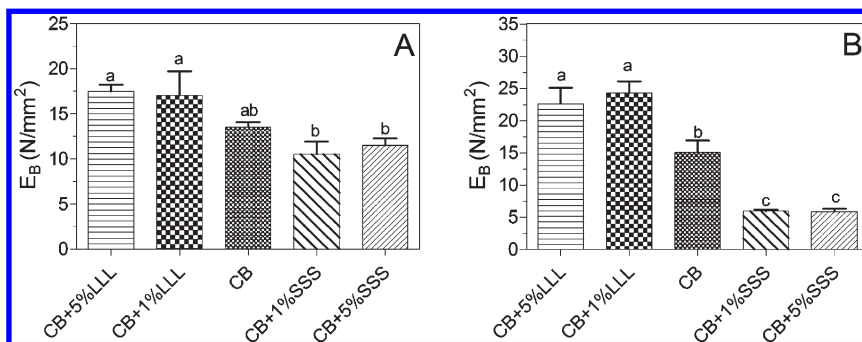 A
E_B (N/mm²)
25
20
15
10
5
0
a
a
ab
b
b
CB+5%LLL
CB+1%LLL
CB
CB+1%SSS
CB+5%SSS
B
E_B (N/mm²)
35
30
25
20
15
10
5
0
a
a
b
c
c
CB+5%LLL
CB+1%LLL
CB
CB+1%SSS
CB+5%SSS